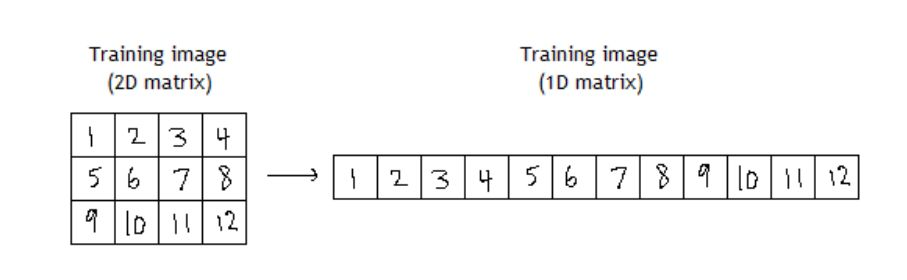 Training image
(2D matrix)
1 2 3 4
5 6 7 8
9 10 11 12
Training image
(1D matrix)
1 2 3 4 5 6 7 8 9 10 11 12